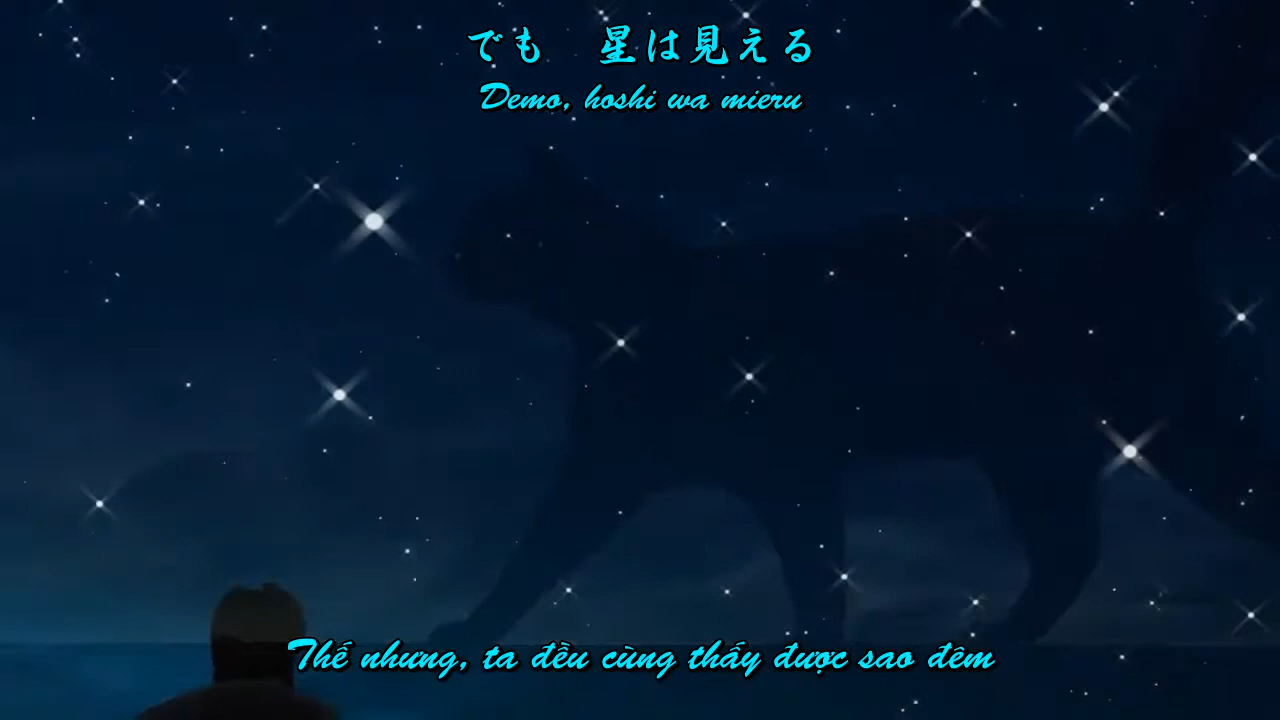 でも　星は見える
Demo, hoshi wa mieru
Thế nhưng, ta đều cùng thấy được sao đêm